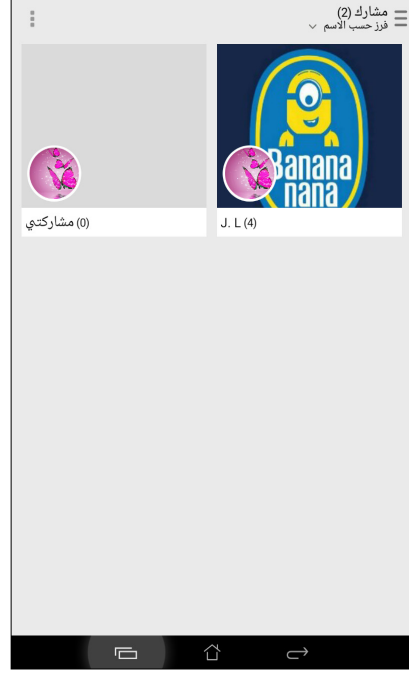 مشارك (2)
فرز حسب الاسم
Banana
nana
J. L (4)
مشاركتي (0)